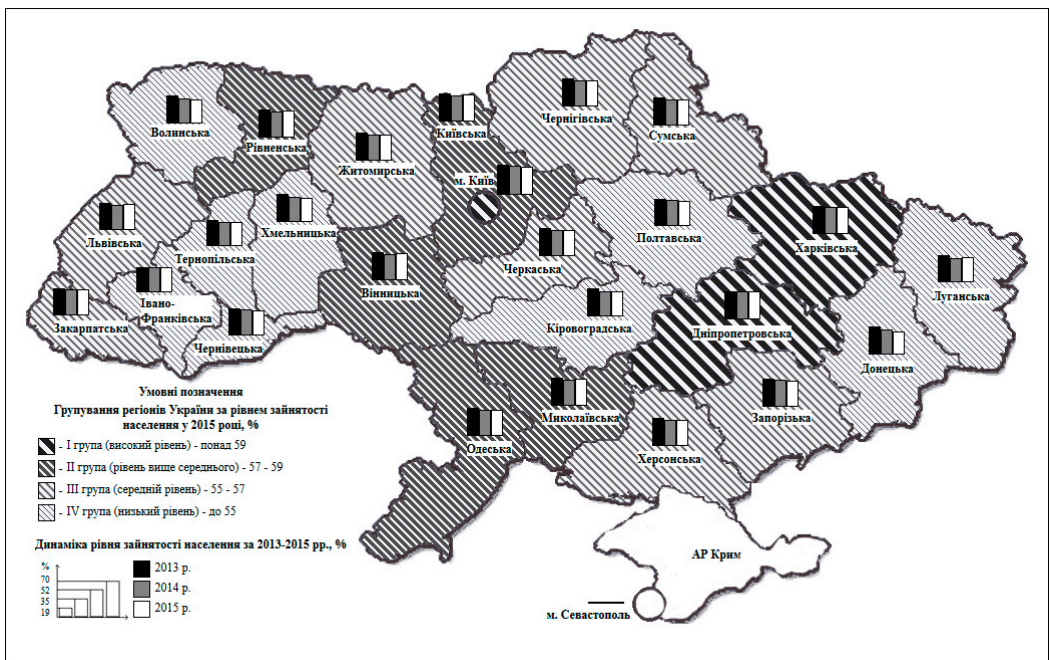 Волинська
Рівненська
Житомирська
Київська
Чернігівська
Сумська
м. Київ
Львівська
Тернопільська
Хмельницька
Полтавська
Харківська
Черкаська
Вінницька
Луганська
Закарпатська
Івано-
Франківська
Чернівецька
Кіровоградська
Дніпропетровська
Донецька
Запорізька
Миколаївська
Одеська
Херсонська
АР Крим
м. Севастополь
Умовні позначення
Групування регіонів України за рівнем зайнятості
населення у 2015 році, %
- І група (високий рівень) - понад 59
- ІІ група (рівень вище середнього) - 57 - 59
- ІІІ група (середній рівень) - 55 - 57
- IV група (низький рівень) - до 55
Динаміка рівня зайнятості населення за 2013-2015 рр., %
%
70
52
35
19
2013 р.
2014 р.
2015 р.